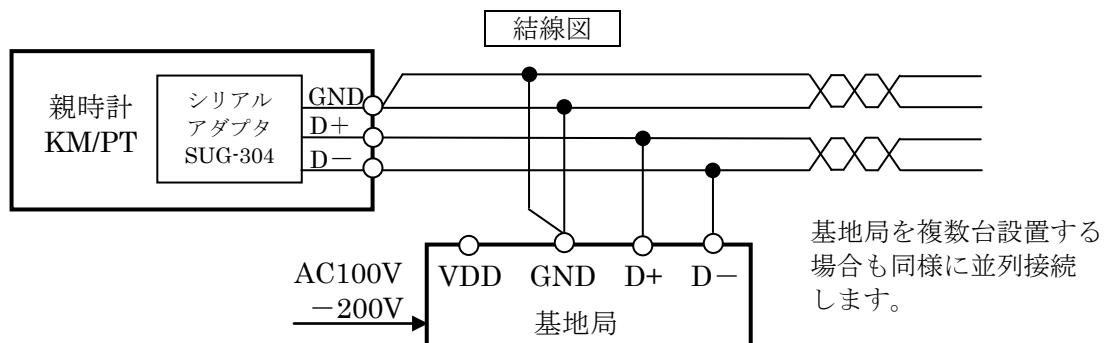 結線図
親時計
KM/PT
シリアル
アダプタ
SUG-304
GND
D+
D−
基地局を複数台設置する
場合も同様に並列接続
します。
AC100V
−200V
VDD GND D+ D−
基地局